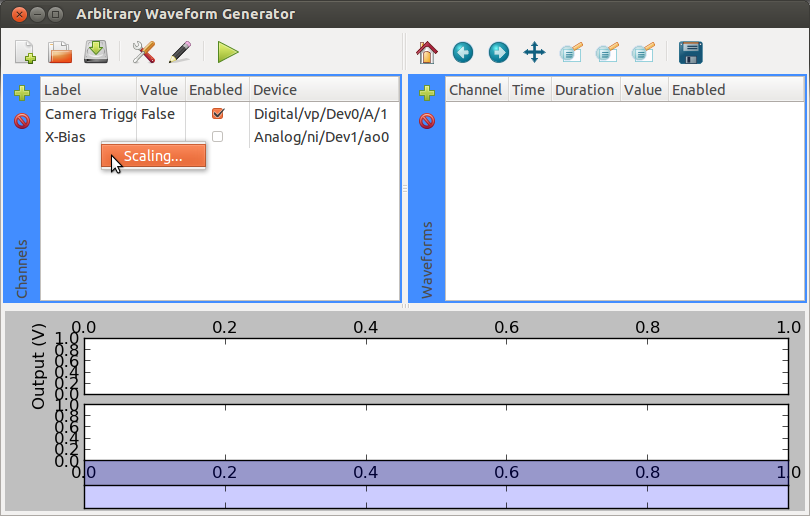 Arbitrary Waveform Generator
Label Value Enabled Device
Camera Trigge False Digital/vp/Dev0/A/1
X-Bias Analog/ni/Dev1/ao0
Scaling...
Channels
Channel Time Duration Value Enabled
Waveforms
0.0 0.2 0.4 0.6 0.8 1.0
Output (V)
1.0
0.8
0.6
0.4
0.2
0.0
1.0
0.8
0.6
0.4
0.2
0.0
0.0 0.2 0.4 0.6 0.8 1.0